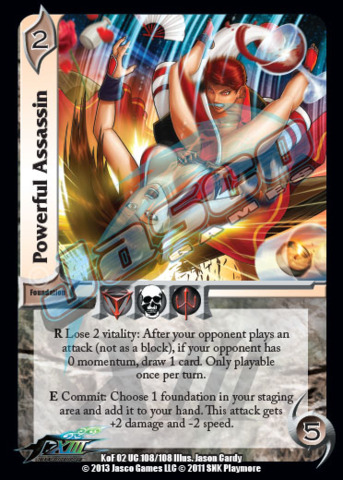 2
Powerful Assassin
JASCO
GAMES
Foundation
R Lose 2 vitality: After your opponent plays an
attack (not as a block), if your opponent has
0 momentum, draw 1 card. Only playable
once per turn.
E Commit: Choose 1 foundation in your staging
area and add it to your hand. This attack gets
+2 damage and -2 speed.
XIII
5
KoF 02 UC 108/108 Illus. Jason Cardy
© 2013 Jasco Games LLC © 2011 SNK Playmore